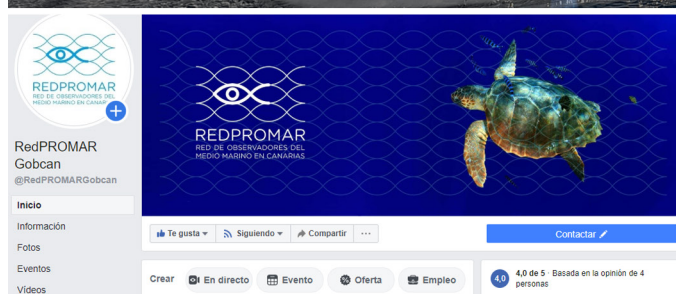 REDPROMAR
RED DE OBSERVADORES DEL
MEDIO MARINO EN CANARIAS
RedPROMAR
Gobcan
@RedPROMARGobcan
Inicio
Información
Fotos
Eventos
Vídeos
REDPROMAR
RED DE OBSERVADORES DEL
MEDIO MARINO EN CANARIAS
Te gusta
Siguiendo
Compartir
...
Contactar
Crear
En directo
Evento
Oferta
Empleo
4,0
4,0 de 5 · Basada en la opinión de 4
personas